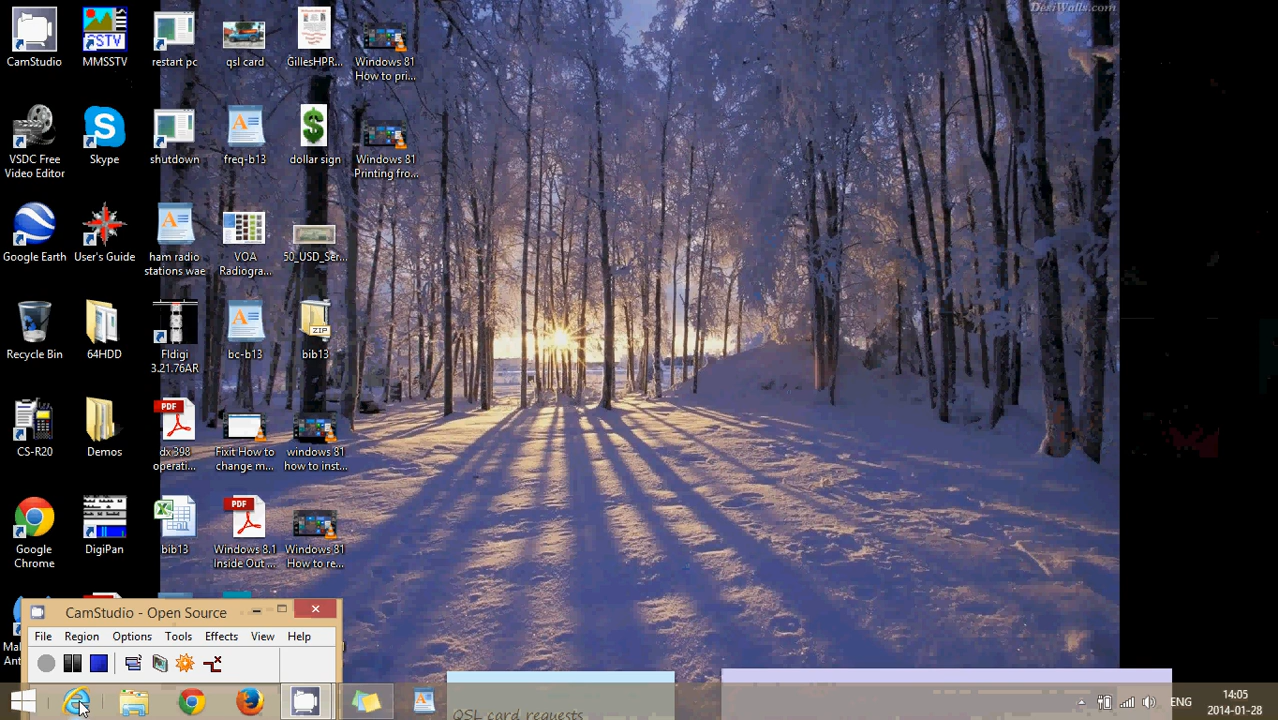 DesiWalls.com
CamStudio
MMSSTV
restart pc
qsl card
GillesHPR...
Windows 81
How to pri...
VSDC Free
Video Editor
Skype
shutdown
freq-b13
dollar sign
Windows 81
Printing fro...
Google Earth
User's Guide
ham radio
stations wae
VOA
Radiogra...
50_USD_Ser...
Recycle Bin
64HDD
Fldigi
3.21.76AR
bc-b13
ZIP
bib13
CS-R20
Demos
PDF
dx 398
operati...
Fixit How to
change m...
windows 81
how to inst...
Google
Chrome
DigiPan
bib13
PDF
Windows 8.1
Inside Out ...
Windows 81
How to re...
CamStudio - Open Source
File Region Options Tools Effects View Help
QSL card requests
ENG
14:05
2014-01-28